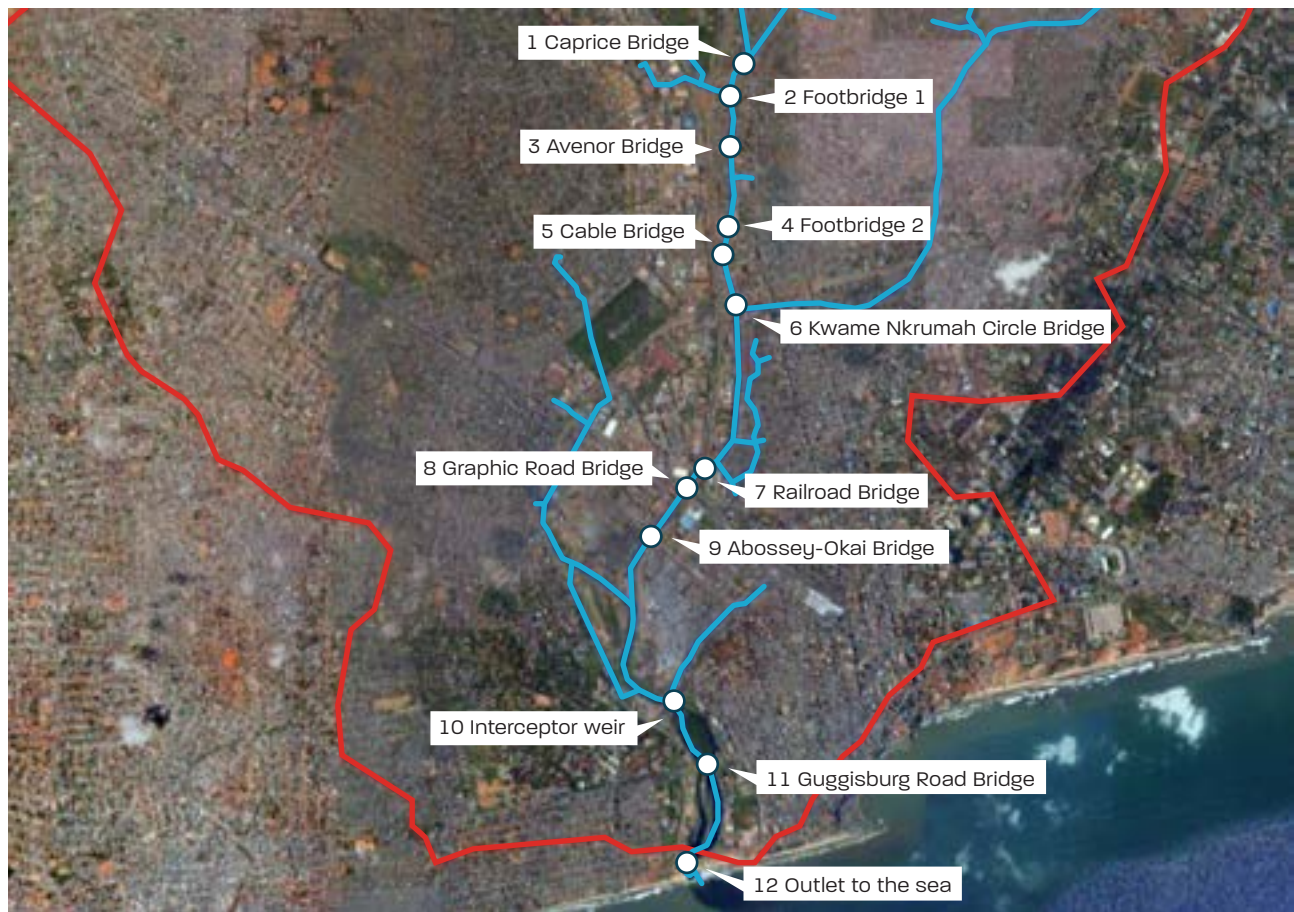 1 Caprice Bridge
2 Footbridge 1
3 Avenor Bridge
4 Footbridge 2
5 Cable Bridge
6 Kwame Nkrumah Circle Bridge
8 Graphic Road Bridge
7 Railroad Bridge
9 Abossey-Okai Bridge
10 Interceptor weir
11 Guggisburg Road Bridge
12 Outlet to the sea